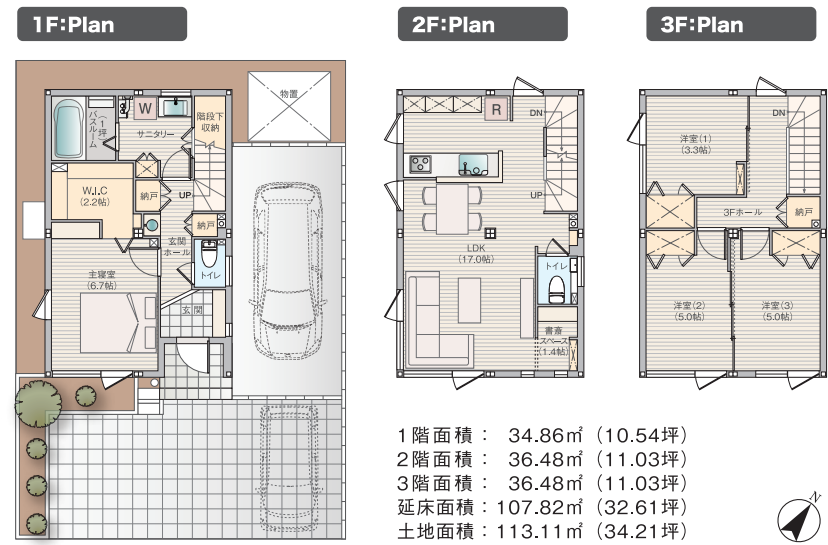 1F:Plan
物置
バスルーム
(1坪)
W
サニタリー
階段下
収納
W.I.C
(2.2帖)
納戸
UP
納戸
玄関
ホール
トイレ
主寝室
(6.7帖)
玄関
2F:Plan
R
DN
UP
LDK
(17.0帖)
トイレ
書斎
スペース
(1.4帖)
3F:Plan
洋室(1)
(3.3帖)
DN
3Fホール
納戸
洋室(2)
(5.0帖)
洋室(3)
(5.0帖)
1階面積： 34.86㎡（10.54坪）
2階面積： 36.48㎡（11.03坪）
3階面積： 36.48㎡（11.03坪）
延床面積：107.82㎡（32.61坪）
土地面積：113.11㎡（34.21坪）
N